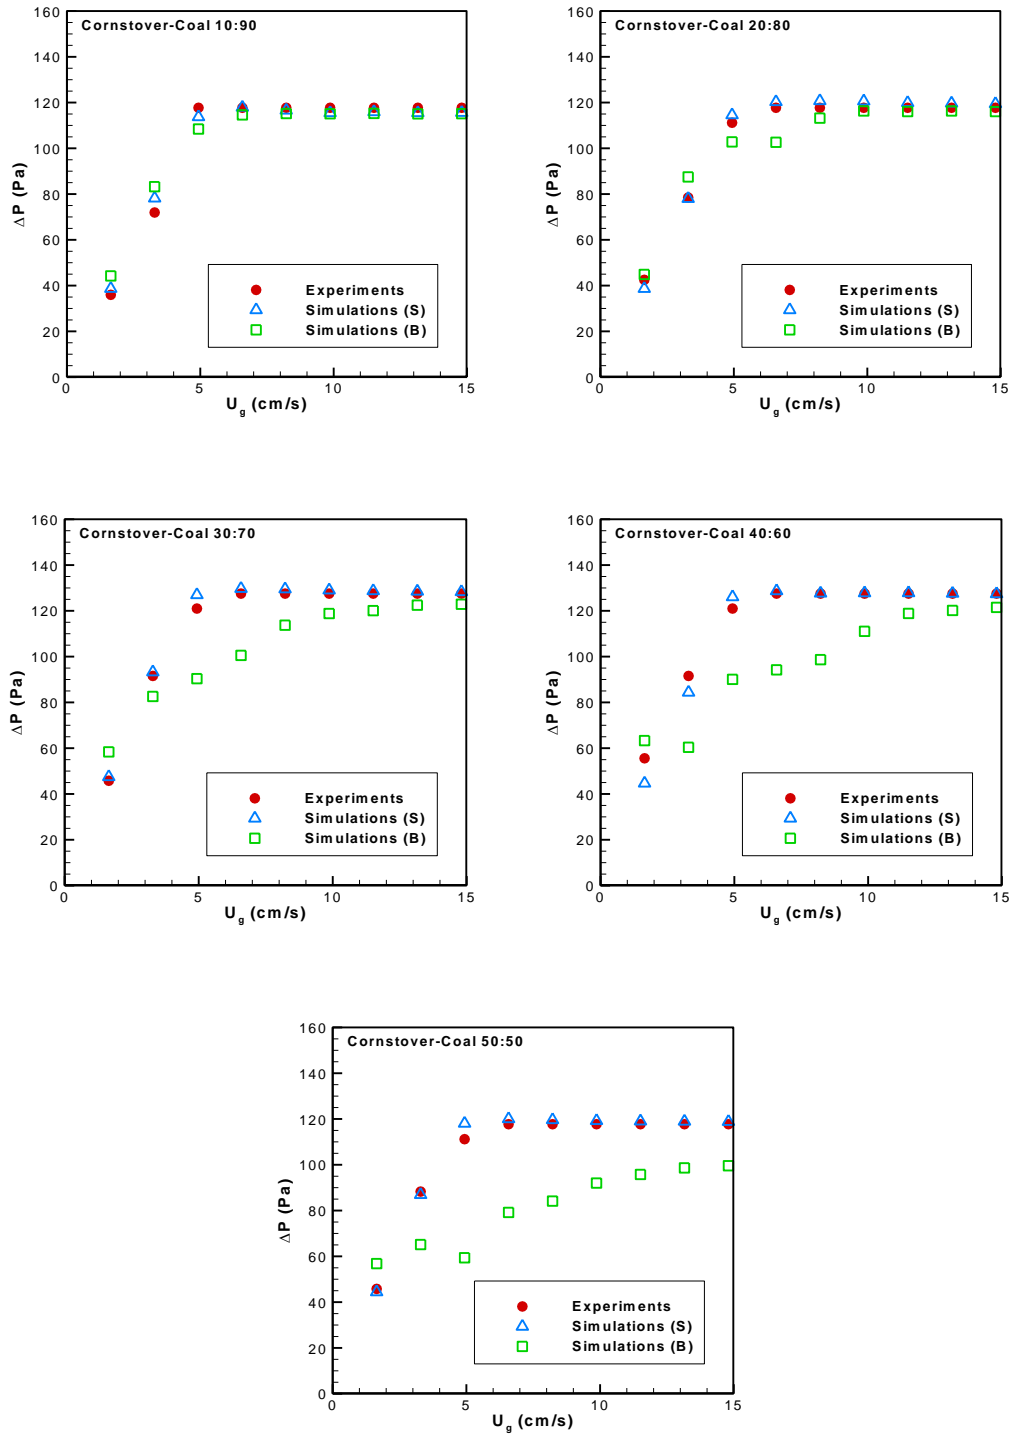 Cornstover-Coal 10:90
160
140
120
100
80
60
40
20
0
ΔP (Pa)
Experiments
Simulations (S)
Simulations (B)
0 5 10 15
Ug (cm/s)
Cornstover-Coal 20:80
160
140
120
100
80
60
40
20
0
ΔP (Pa)
Experiments
Simulations (S)
Simulations (B)
0 5 10 15
Ug (cm/s)
Cornstover-Coal 30:70
160
140
120
100
80
60
40
20
0
ΔP (Pa)
Experiments
Simulations (S)
Simulations (B)
0 5 10 15
Ug (cm/s)
Cornstover-Coal 40:60
160
140
120
100
80
60
40
20
0
ΔP (Pa)
Experiments
Simulations (S)
Simulations (B)
0 5 10 15
Ug (cm/s)
Cornstover-Coal 50:50
160
140
120
100
80
60
40
20
0
ΔP (Pa)
Experiments
Simulations (S)
Simulations (B)
0 5 10 15
Ug (cm/s)